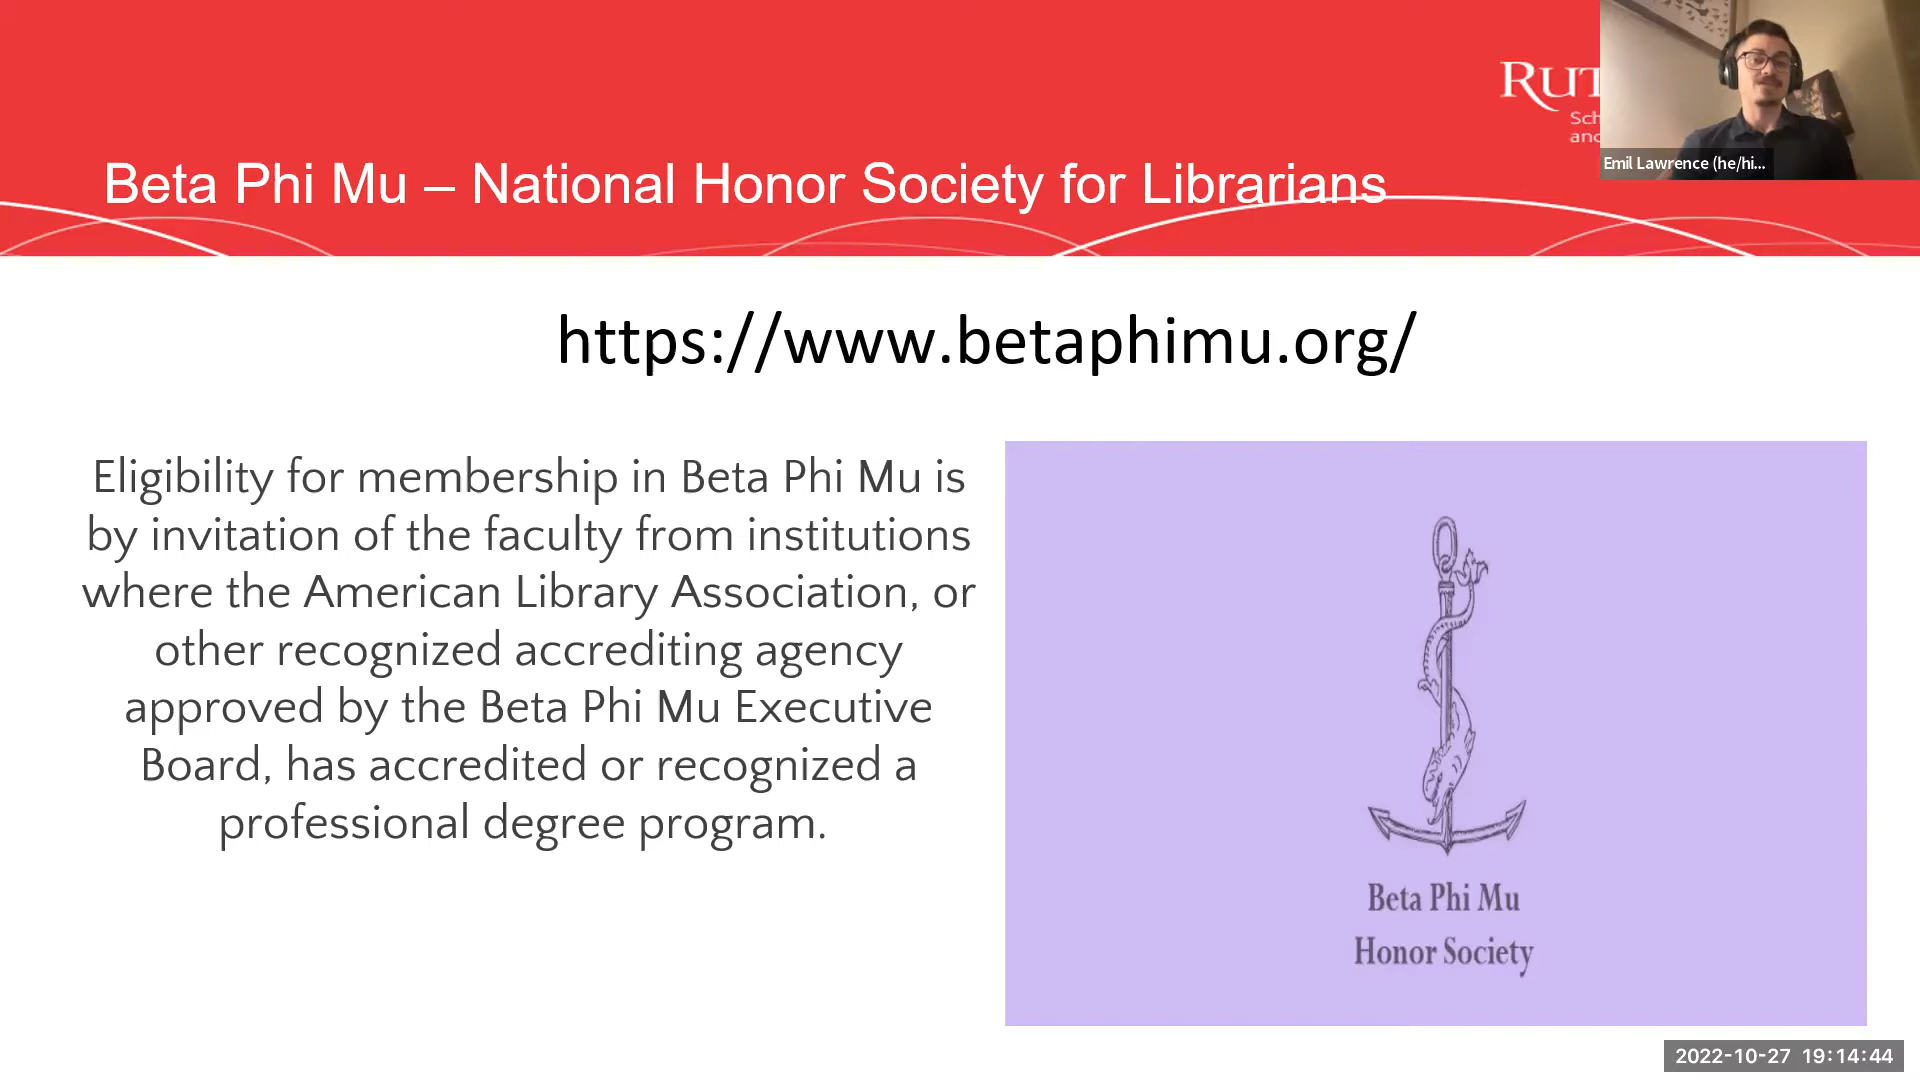 RUT
Sch
and
Emil Lawrence (he/hi...
Beta Phi Mu – National Honor Society for Librarians
https://www.betaphimu.org/
Eligibility for membership in Beta Phi Mu is
by invitation of the faculty from institutions
where the American Library Association, or
other recognized accrediting agency
approved by the Beta Phi Mu Executive
Board, has accredited or recognized a
professional degree program.
Beta Phi Mu
Honor Society
2022-10-27 19:14:44